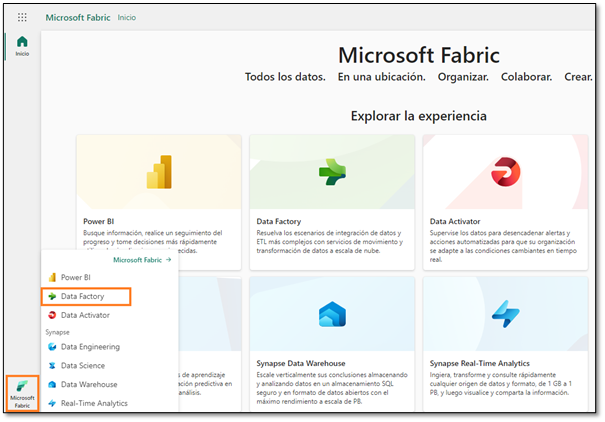 Microsoft Fabric Inicio
Inicio
Microsoft Fabric
Todos los datos. En una ubicación. Organizar. Colaborar. Crear.
Explorar la experiencia
Power BI
Busque información, realice un seguimiento del
progreso y tome decisiones más rápidamente
Data Factory
Resuelva los escenarios de integración de datos y
ETL más complejos con servicios de movimiento y
transformación de datos a escala de nube.
Data Activator
Supervise los datos para desencadenar alertas y
acciones automatizadas para que su organización
se adapte a las condiciones cambiantes en tiempo
real.
Microsoft Fabric
Power BI
Data Factory
Data Activator
Synapse
Data Engineering
Data Science
Data Warehouse
Real-Time Analytics
Microsoft
Fabric
de aprendizaje
predictiva en
análisis.
Synapse Data Warehouse
Escale verticalmente sus conclusiones almacenando
y analizando datos en un almacenamiento SQL
seguro y en formato de datos abiertos con el
máximo rendimiento a escala de PB.
Synapse Real-Time Analytics
Ingiera, transforme y consulte rápidamente
cualquier origen de datos y formato, de 1 GB a 1
PB, y luego visualice y comparta la información.